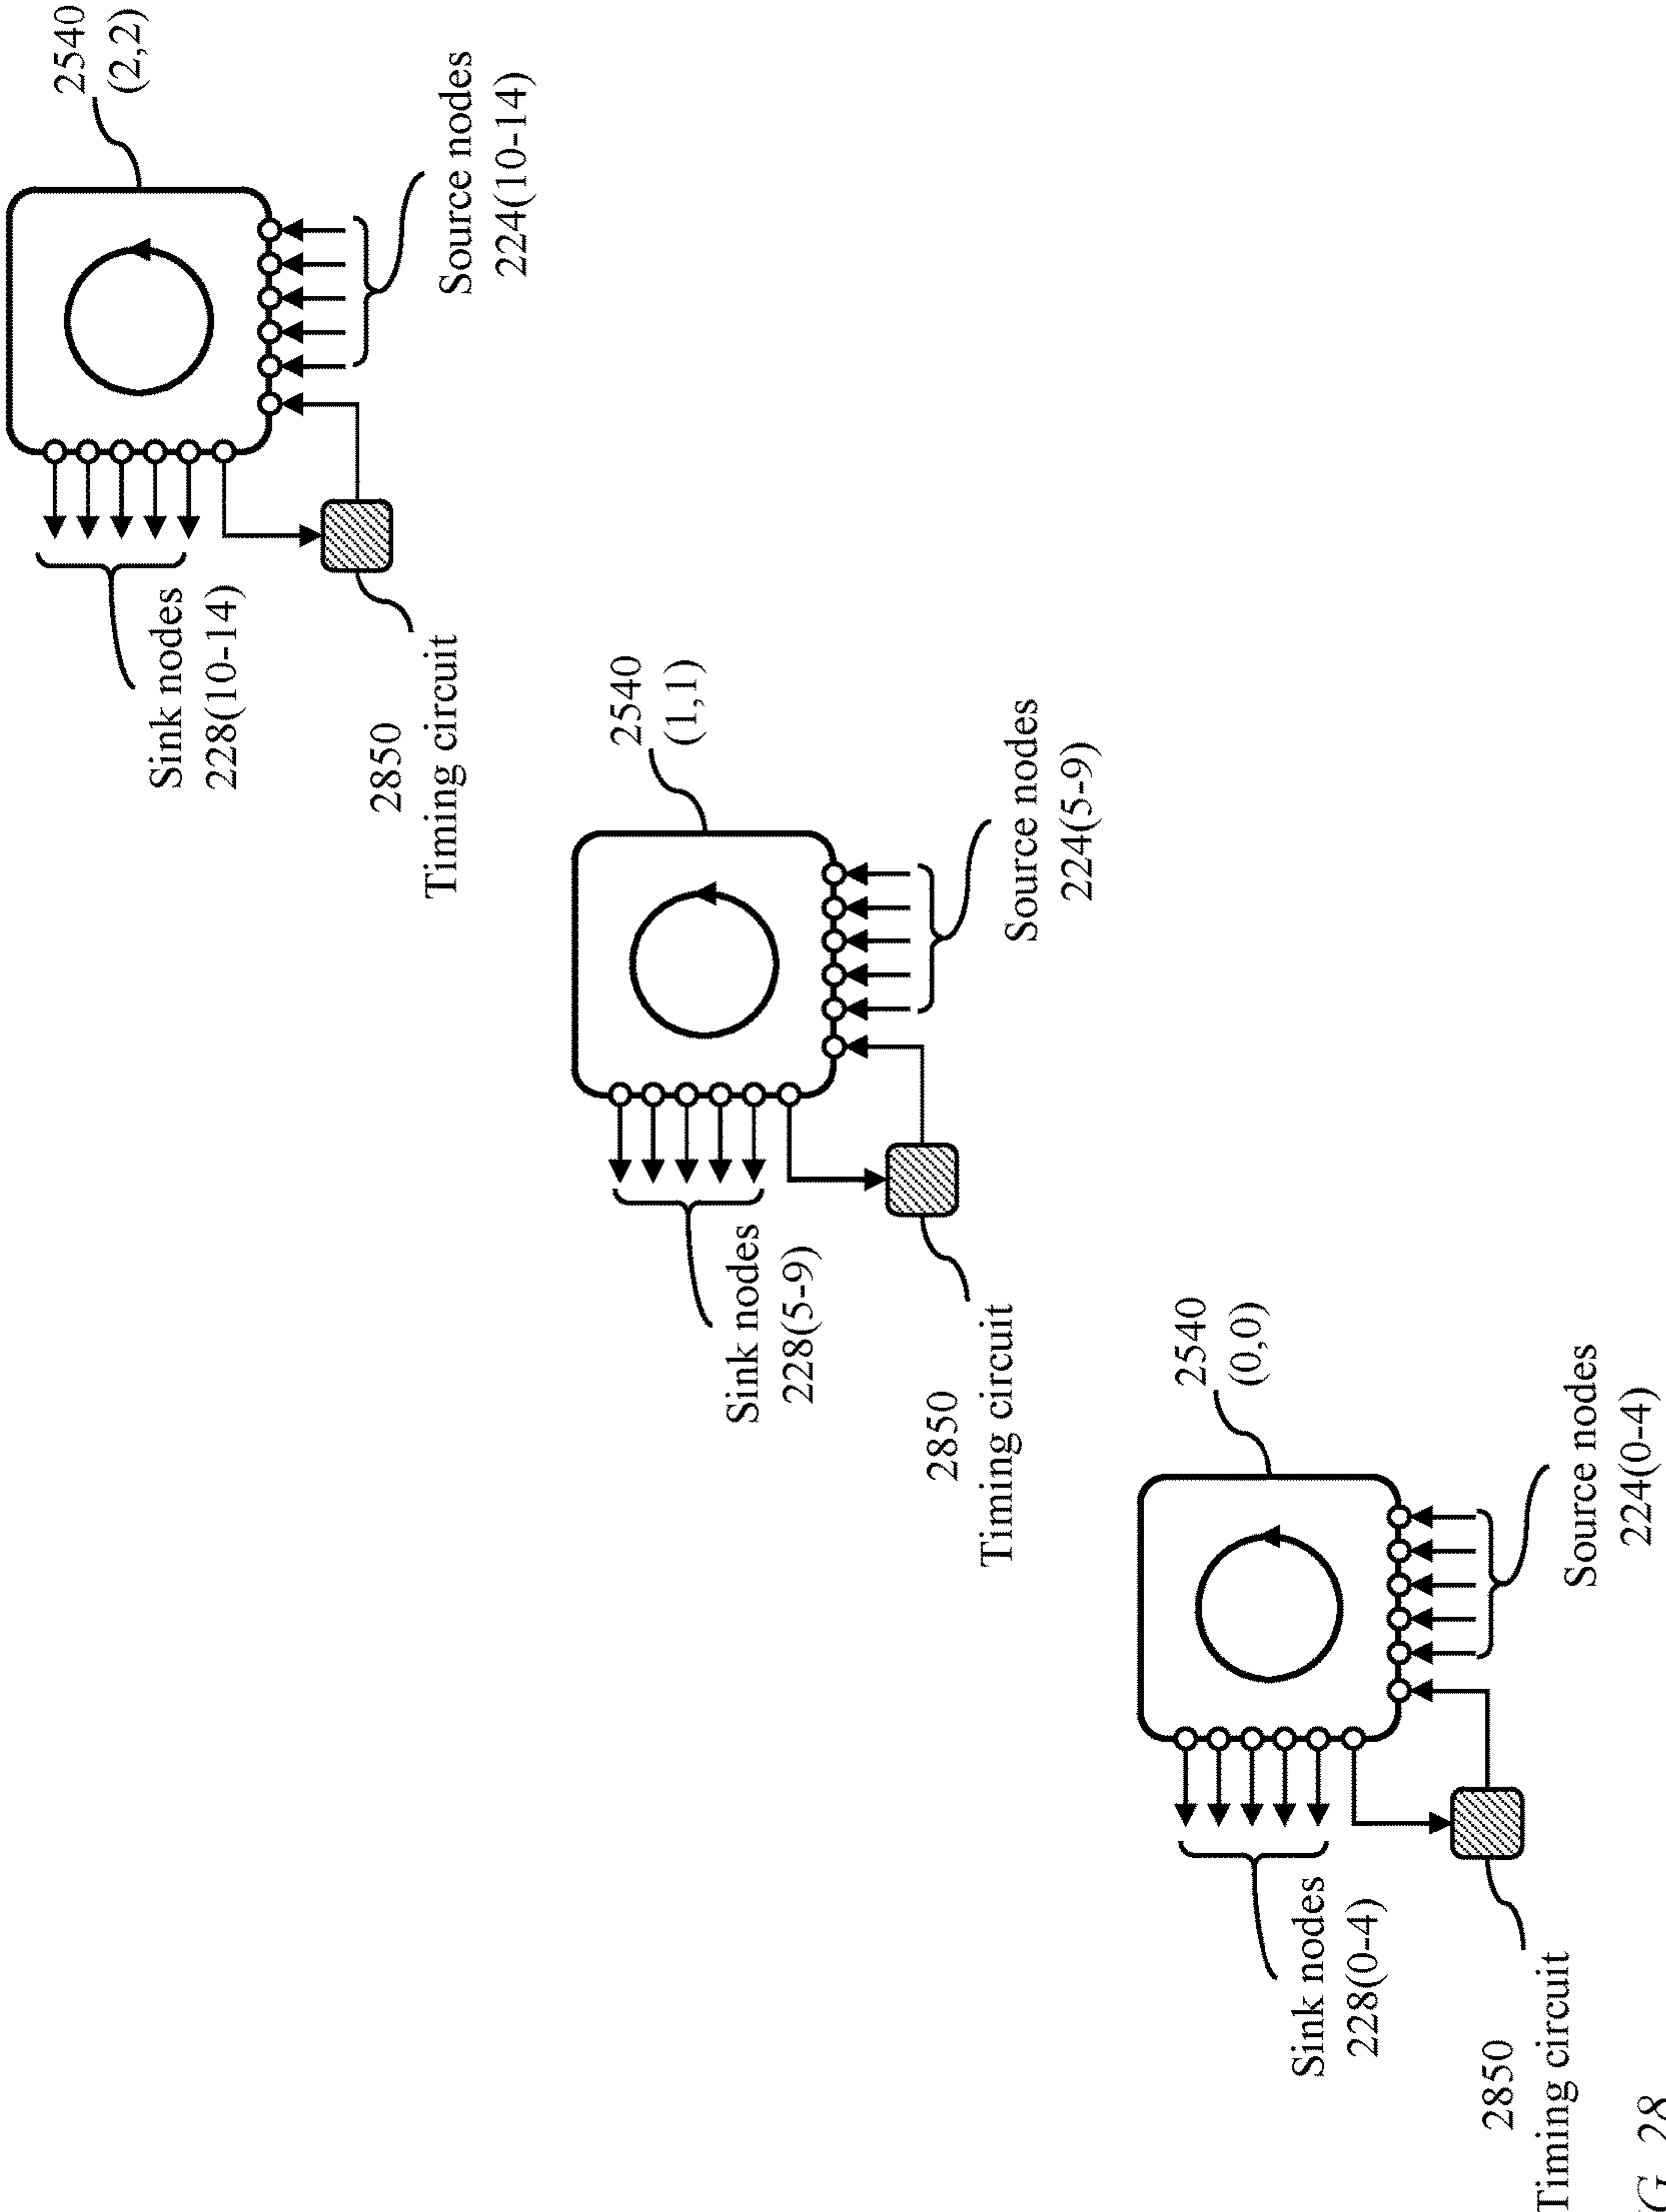 2540
(0,0)
Sink nodes
228(0-4)
2850
Timing circuit
Source nodes
224(0-4)
2540
(1,1)
Sink nodes
228(5-9)
2850
Timing circuit
Source nodes
224(5-9)
2540
(2,2)
Sink nodes
228(10-14)
2850
Timing circuit
Source nodes
224(10-14)
G 28